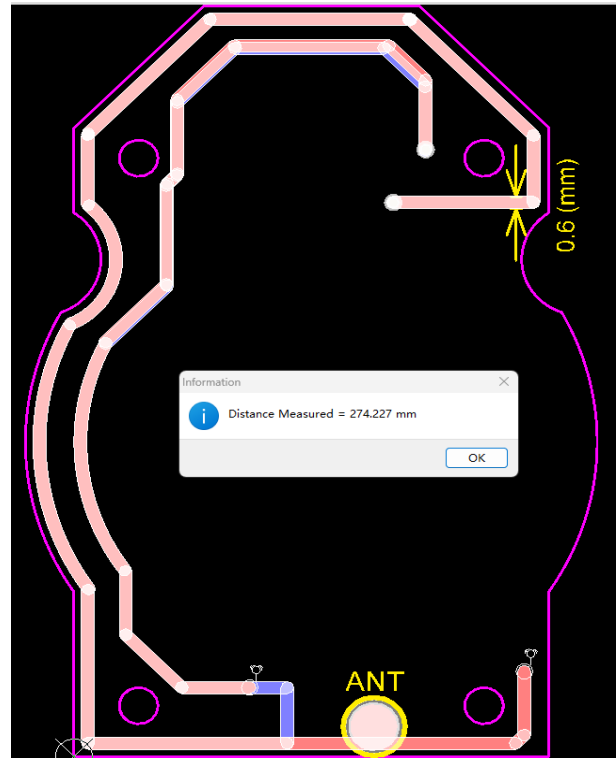 0.6 (mm)
Information
Distance Measured = 274.227 mm
OK
ANT